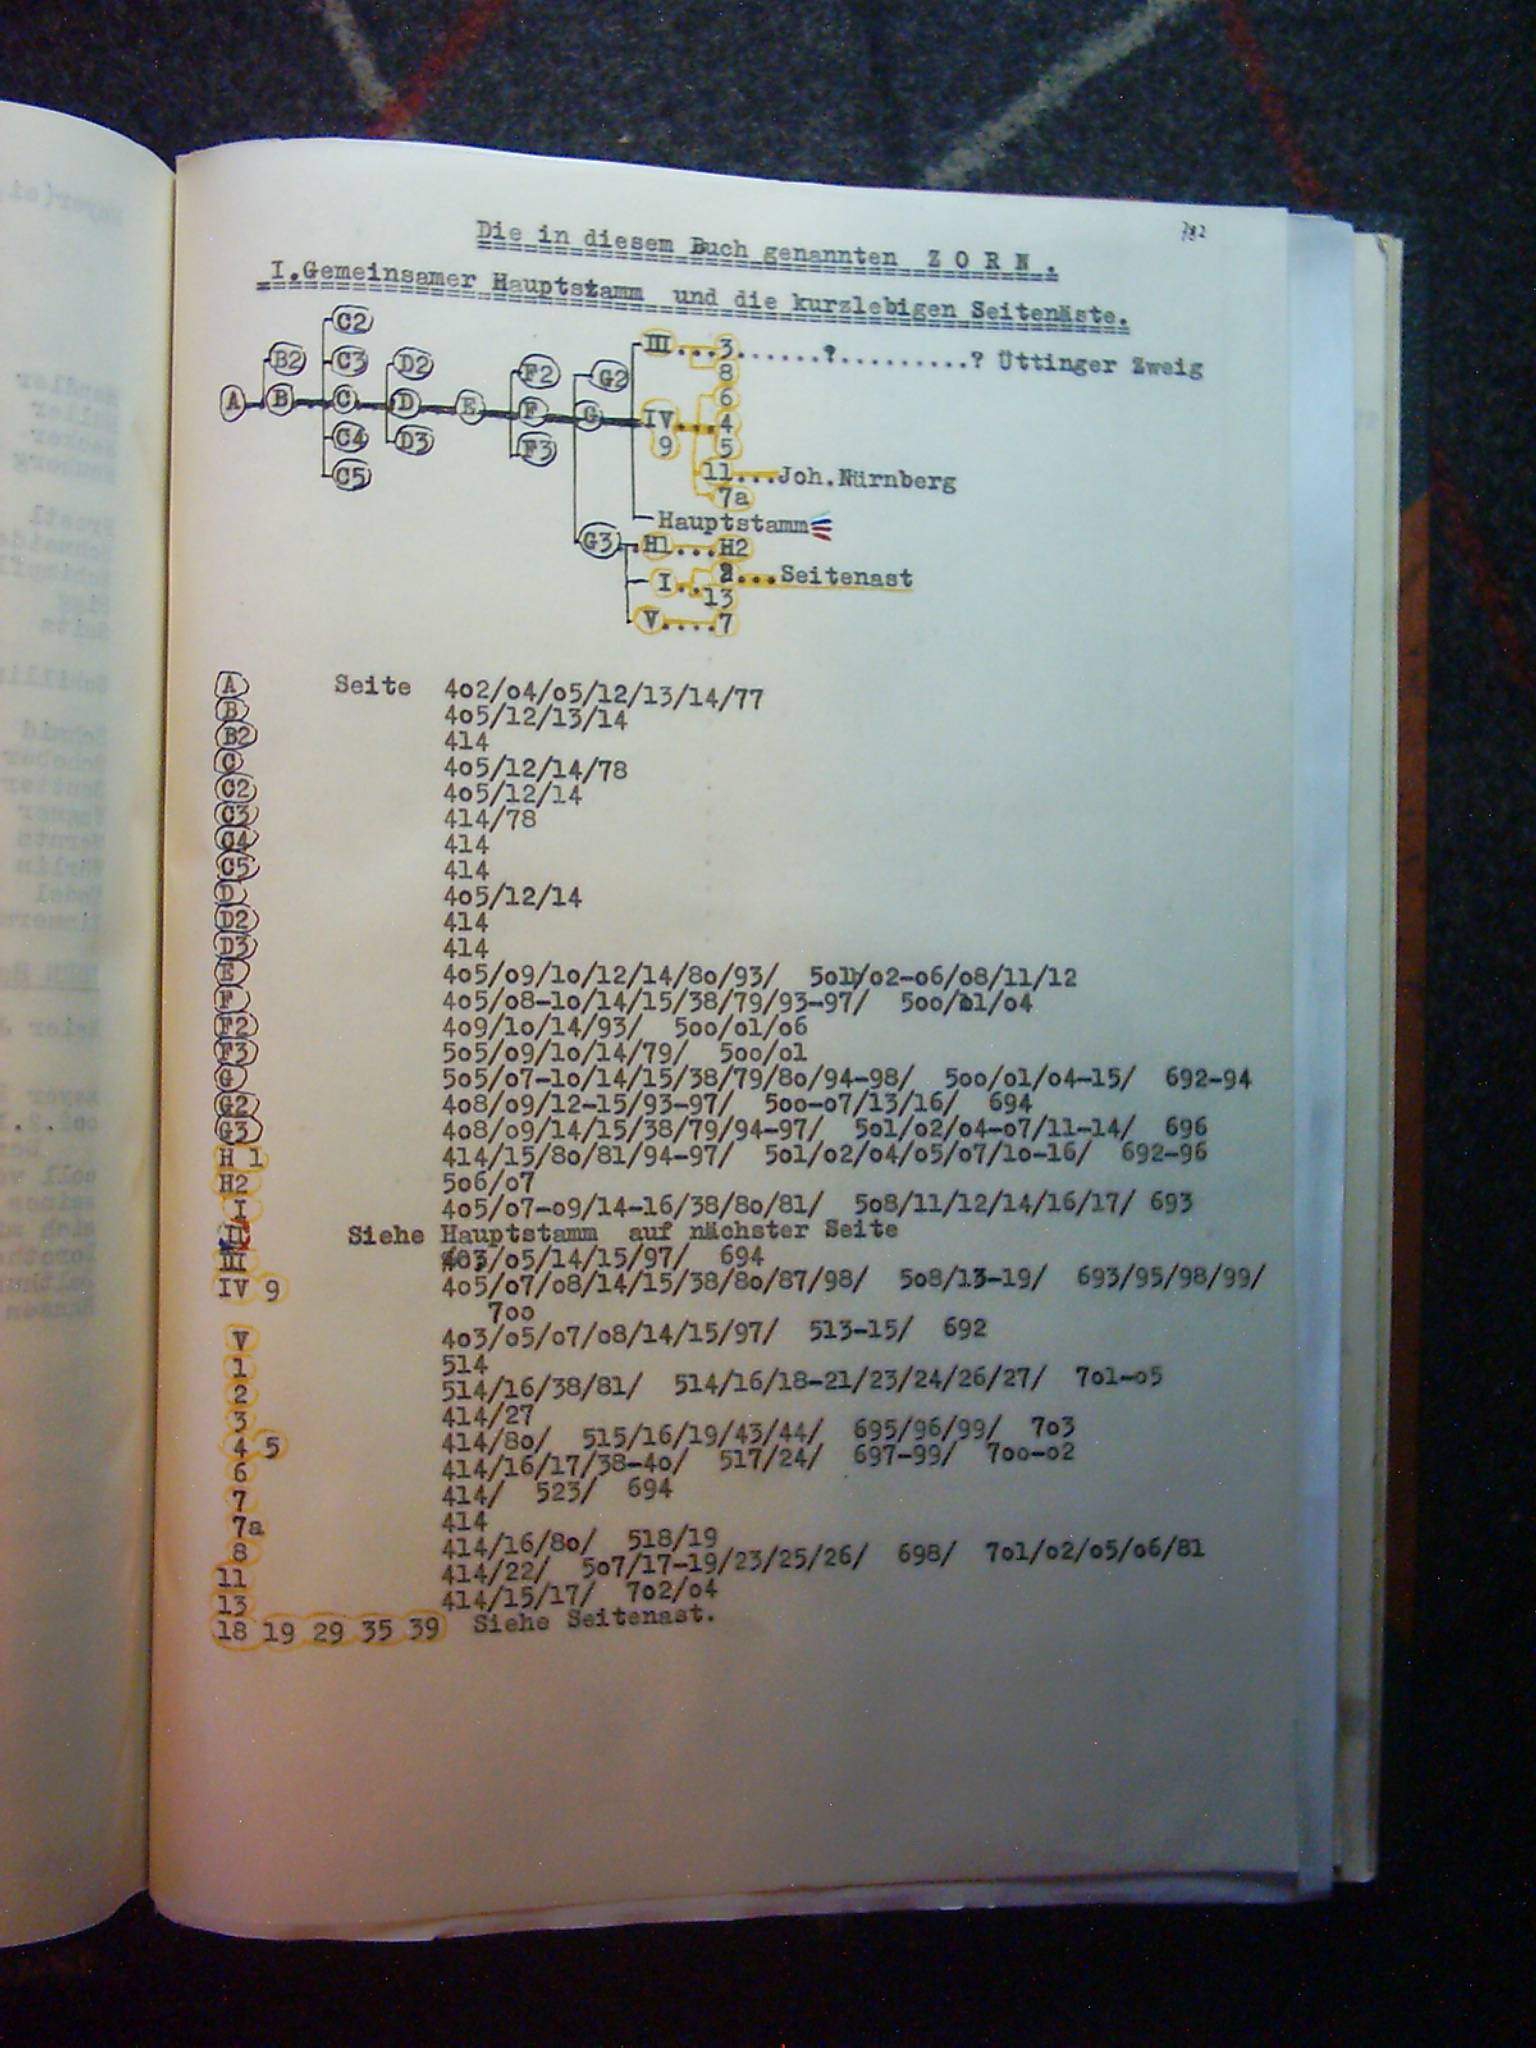 782
Die in diesem Buch genannten Z O R N .
I.Gemeinsamer Hauptstamm und die kurzlebigen Seitenäste.
C2
III...3......?.........? Üttinger Zweig
B2 C3 D2 F2 G2 8
6
A B C D E F G IV...4
C4 D3 F3 9 5
C5 11...Joh.Nürnberg
7a
Hauptstamm
G3 H1...H2
I..2...Seitenast
13
V....7
A Seite 4o2/o4/o5/12/13/14/77
B 4o5/12/13/14
B2 414
C 4o5/12/14/78
C2 4o5/12/14
C3 414/78
C4 414
C5 414
D 4o5/12/14
D2 414
D3 414
E 4o5/o9/1o/12/14/8o/93/ 5o1/o2-o6/o8/11/12
F 4o5/o8-1o/14/15/38/79/93-97/ 5oo/o1/o4
F2 4o9/1o/14/93/ 5oo/o1/o6
F3 5o5/o9/1o/14/79/ 5oo/o1
G 5o5/o7-1o/14/15/38/79/8o/94-98/ 5oo/o1/o4-15/ 692-94
G2 4o8/o9/12-15/93-97/ 5oo-o7/13/16/ 694
G3 4o8/o9/14/15/38/79/94-97/ 5o1/o2/o4-o7/11-14/ 696
H 1 414/15/8o/81/94-97/ 5o1/o2/o4/o5/o7/1o-16/ 692-96
H2 5o6/o7
I 4o5/o7-o9/14-16/38/8o/81/ 5o8/11/12/14/16/17/ 693
II Siehe Hauptstamm auf nächster Seite
III 4o3/o5/14/15/97/ 694
IV 9 4o5/o7/o8/14/15/38/8o/87/98/ 5o8/13-19/ 693/95/98/99/
7oo
V 4o3/o5/o7/o8/14/15/97/ 513-15/ 692
1 514
2 514/16/38/81/ 514/16/18-21/23/24/26/27/ 7o1-o5
3 414/27
4 5 414/8o/ 515/16/19/43/44/ 695/96/99/ 7o3
6 414/16/17/38-4o/ 517/24/ 697-99/ 7oo-o2
7 414/ 523/ 694
7a 414
8 414/16/8o/ 518/19
11 414/22/ 5o7/17-19/23/25/26/ 698/ 7o1/o2/o5/o6/81
13 414/15/17/ 7o2/o4
18 19 29 35 39 Siehe Seitenast.